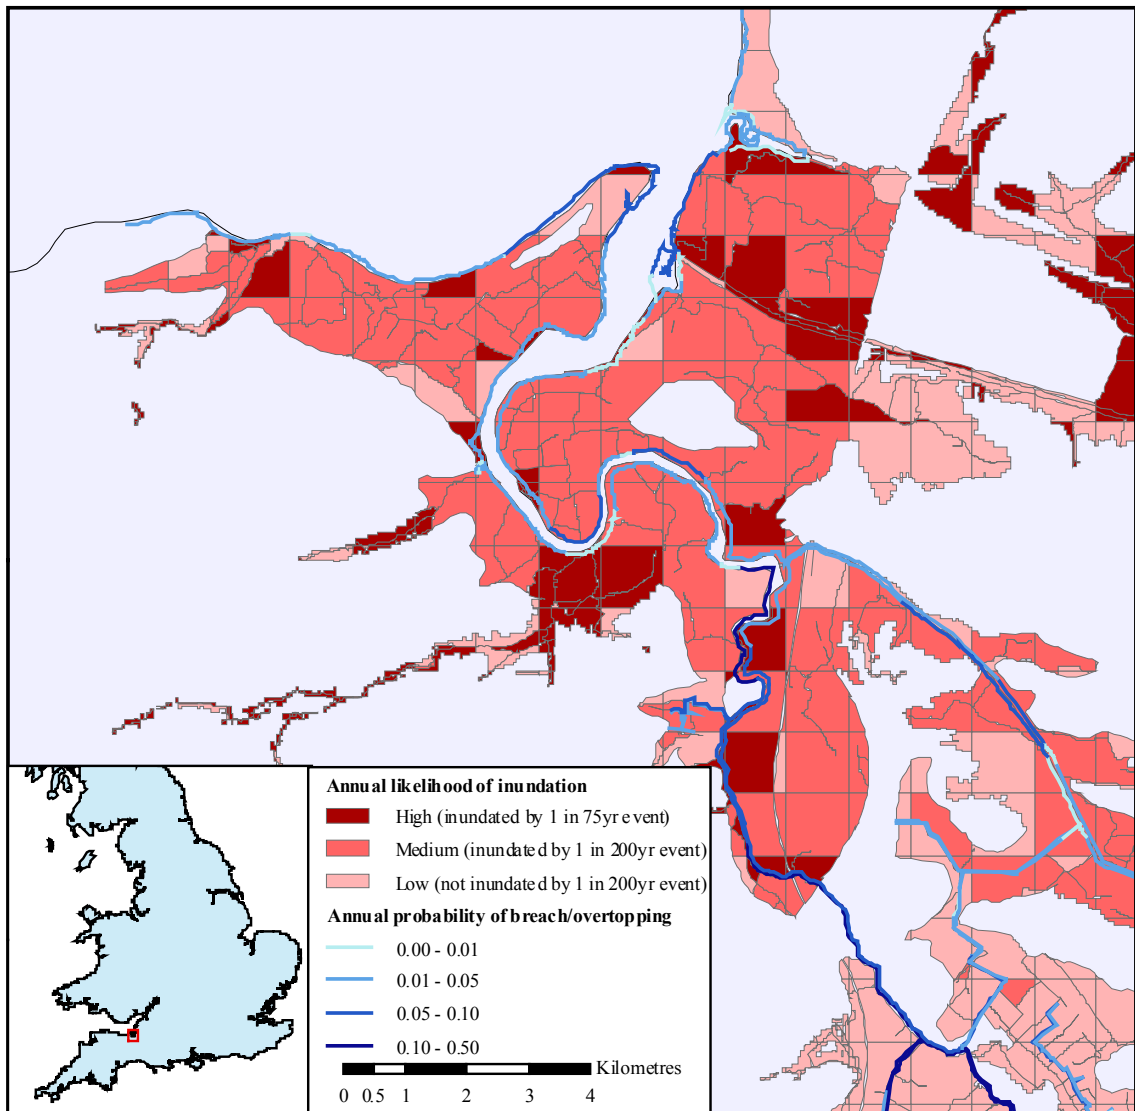 Annual likelihood of inundation
High (inundated by 1 in 75yr event)
Medium (inundated by 1 in 200yr event)
Low (not inundated by 1 in 200yr event)
Annual probability of breach/overtopping
0.00 - 0.01
0.01 - 0.05
0.05 - 0.10
0.10 - 0.50
Kilometres
0 0.5 1 2 3 4